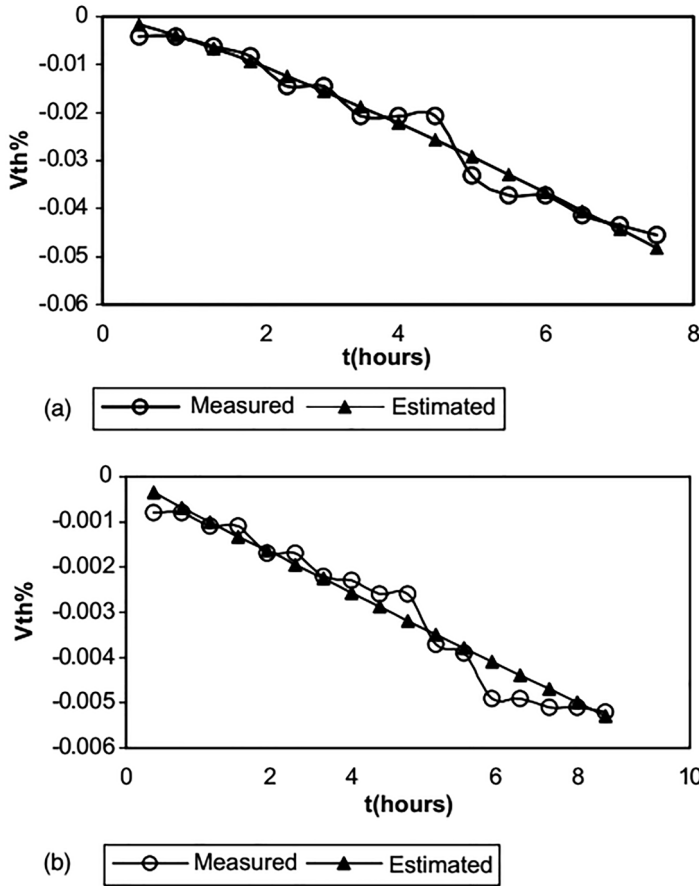 0
-0.01
-0.02
-0.03
-0.04
-0.05
-0.06
Vth%
0 2 4 6 8
t(hours)
(a) Measured Estimated
0
-0.001
-0.002
-0.003
-0.004
-0.005
-0.006
Vth%
0 2 4 6 8 10
t(hours)
(b) Measured Estimated